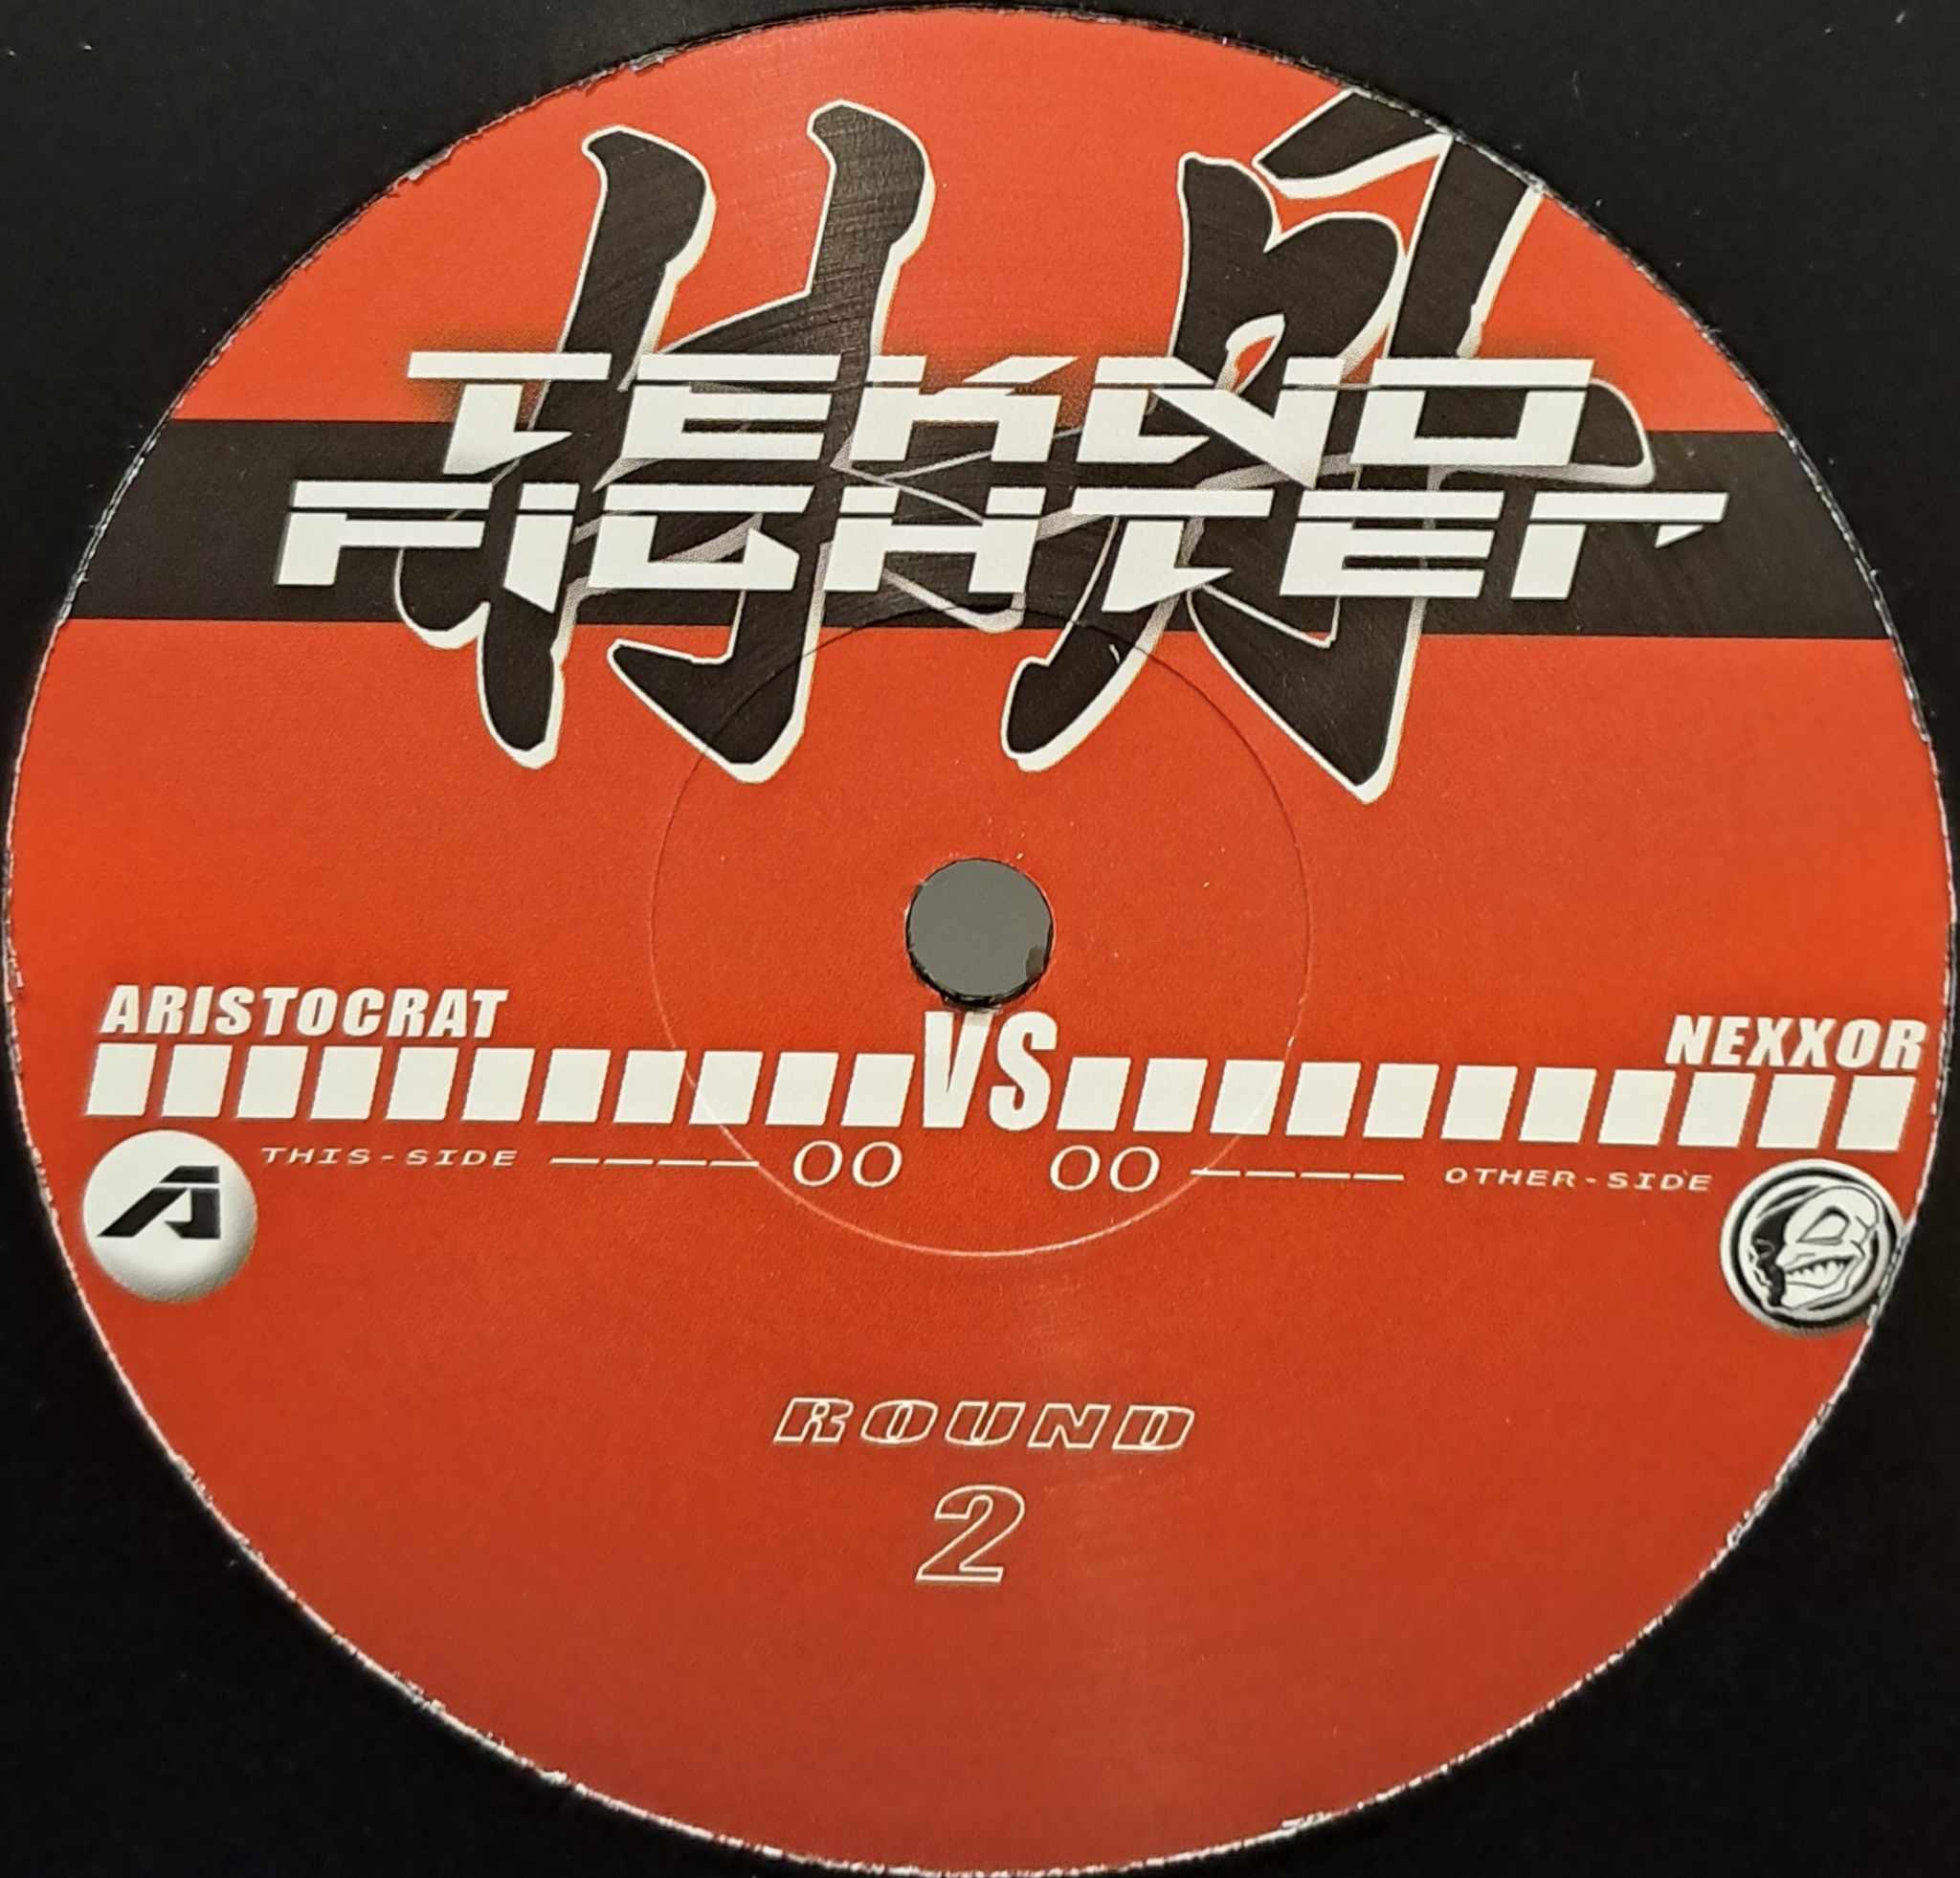 TEKNO
FIGHTEr
ARISTOCRAT
NEXXOR
VS
THIS-SIDE ---- 00 00 ---- OTHER-SIDE
ROUND
2